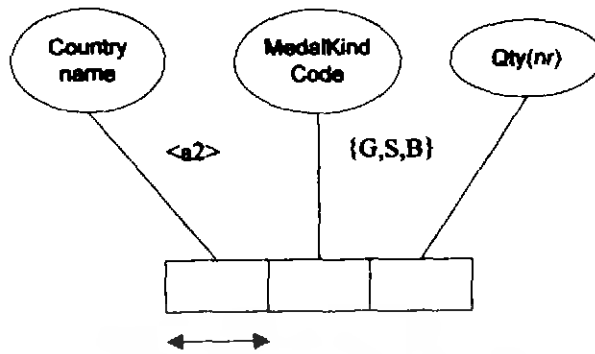 Country
name
MedalKind
Code
Qty(nr)
<a2>
{G,S,B}